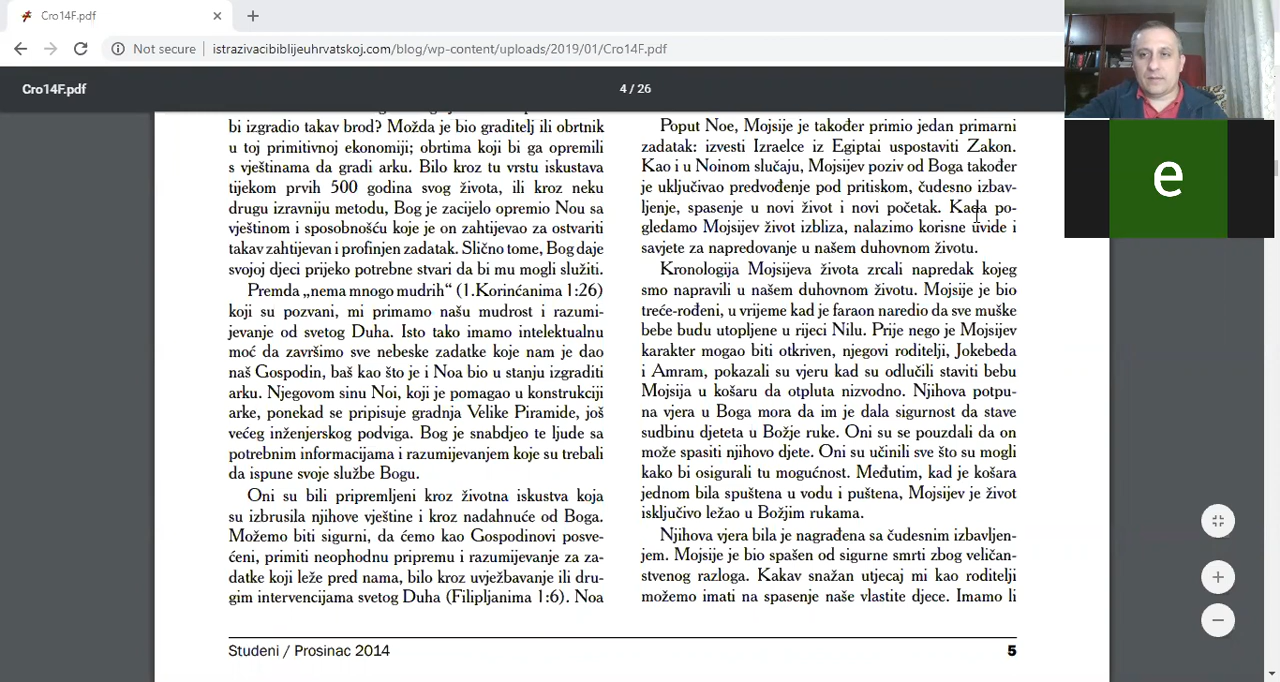 Cro14F.pdf
Not secure
istrazivacibiblijeuhrvatskoj.com/blog/wp-content/uploads/2019/01/Cro14F.pdf
Cro14F.pdf
4 / 26
bi izgradio takav brod? Možda je bio graditelj ili obrtnik
u toj primitivnoj ekonomiji; obrtima koji bi ga opremili
s vještinama da gradi arku. Bilo kroz tu vrstu iskustava
tijekom prvih 500 godina svog života, ili kroz neku
drugu izravniju metodu, Bog je zacijelo opremio Nou sa
vještinom i sposobnošću koje je on zahtijevao za ostvariti
takav zahtijevan i profinjen zadatak. Slično tome, Bog daje
svojoj djeci prijeko potrebne stvari da bi mu mogli služiti.
Premda „nema mnogo mudrih“ (1.Korinćanima 1:26)
koji su pozvani, mi primamo našu mudrost i razumi-
jevanje od svetog Duha. Isto tako imamo intelektualnu
moć da završimo sve nebeske zadatke koje nam je dao
naš Gospodin, baš kao što je i Noa bio u stanju izgraditi
arku. Njegovom sinu Noi, koji je pomagao u konstrukciji
arke, ponekad se pripisuje gradnja Velike Piramide, još
većeg inženjerskog podviga. Bog je snabdjeo te ljude sa
potrebnim informacijama i razumijevanjem koje su trebali
da ispune svoje službe Bogu.
Oni su bili pripremljeni kroz životna iskustva koja
su izbrusila njihove vještine i kroz nadahnuće od Boga.
Možemo biti sigurni, da ćemo kao Gospodinovi posve-
ćeni, primiti neophodnu pripremu i razumijevanje za za-
datke koji leže pred nama, bilo kroz uvježbavanje ili dru-
gim intervencijama svetog Duha (Filipljanima 1:6). Noa
Poput Noe, Mojsije je također primio jedan primarni
zadatak: izvesti Izraelce iz Egiptai uspostaviti Zakon.
Kao i u Noinom slučaju, Mojsijev poziv od Boga također
je uključivao predvođenje pod pritiskom, čudesno izbav-
ljenje, spasenje u novi život i novi početak. Kada po-
gledamo Mojsijev život izbliza, nalazimo korisne uvide i
savjete za napredovanje u našem duhovnom životu.
Kronologija Mojsijeva života zrcali napredak kojeg
smo napravili u našem duhovnom životu. Mojsije je bio
treće-rođeni, u vrijeme kad je faraon naredio da sve muške
bebe budu utopljene u rijeci Nilu. Prije nego je Mojsijev
karakter mogao biti otkriven, njegovi roditelji, Jokebeda
i Amram, pokazali su vjeru kad su odlučili staviti bebu
Mojsija u košaru da otpluta nizvodno. Njihova potpu-
na vjera u Boga mora da im je dala sigurnost da stave
sudbinu djeteta u Božje ruke. Oni su se pouzdali da on
može spasiti njihovo djete. Oni su učinili sve što su mogli
kako bi osigurali tu mogućnost. Međutim, kad je košara
jednom bila spuštena u vodu i puštena, Mojsijev je život
isključivo ležao u Božjim rukama.
Njihova vjera bila je nagrađena sa čudesnim izbavljen-
jem. Mojsije je bio spašen od sigurne smrti zbog veličan-
stvenog razloga. Kakav snažan utjecaj mi kao roditelji
možemo imati na spasenje naše vlastite djece. Imamo li
Studeni / Prosinac 2014
5
e